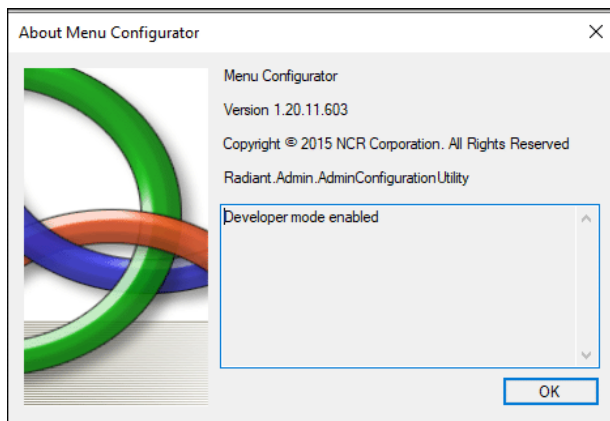 About Menu Configurator
Menu Configurator
Version 1.20.11.603
Copyright © 2015 NCR Corporation. All Rights Reserved
Radiant.Admin.AdminConfigurationUtility
Developer mode enabled
OK